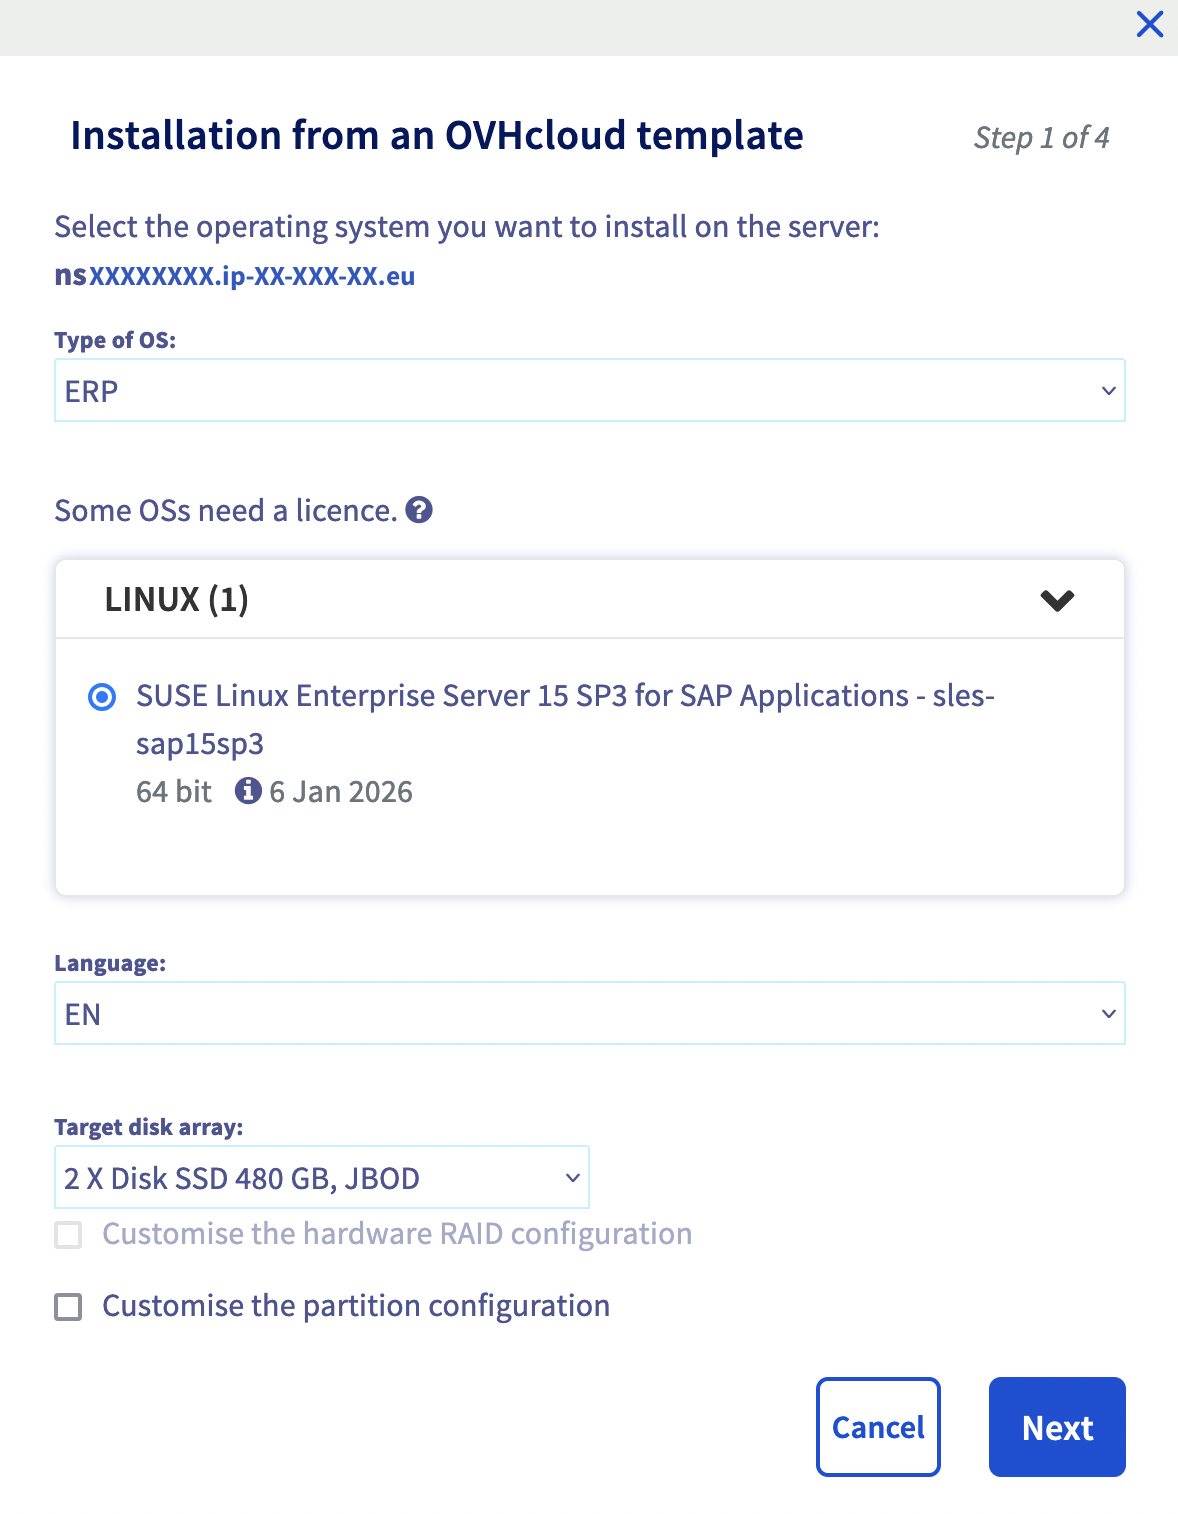 Installation from an OVHcloud template
Step 1 of 4
Select the operating system you want to install on the server:
nsXXXXXXXX.ip-XX-XXX-XX.eu
Type of OS:
ERP
Some OSs need a licence.
LINUX (1)
SUSE Linux Enterprise Server 15 SP3 for SAP Applications - sles-
sap15sp3
64 bit 6 Jan 2026
Language:
EN
Target disk array:
2 X Disk SSD 480 GB, JBOD
Customise the hardware RAID configuration
Customise the partition configuration
Cancel
Next